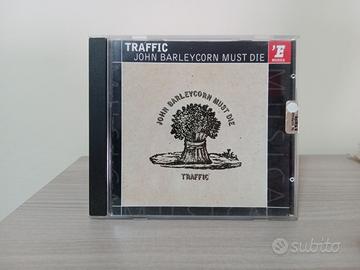 TRAFFIC
JOHN BARLEYCORN MUST DIE
'E
JOHN BARLEYCORN MUST DIE
TRAFFIC
subito